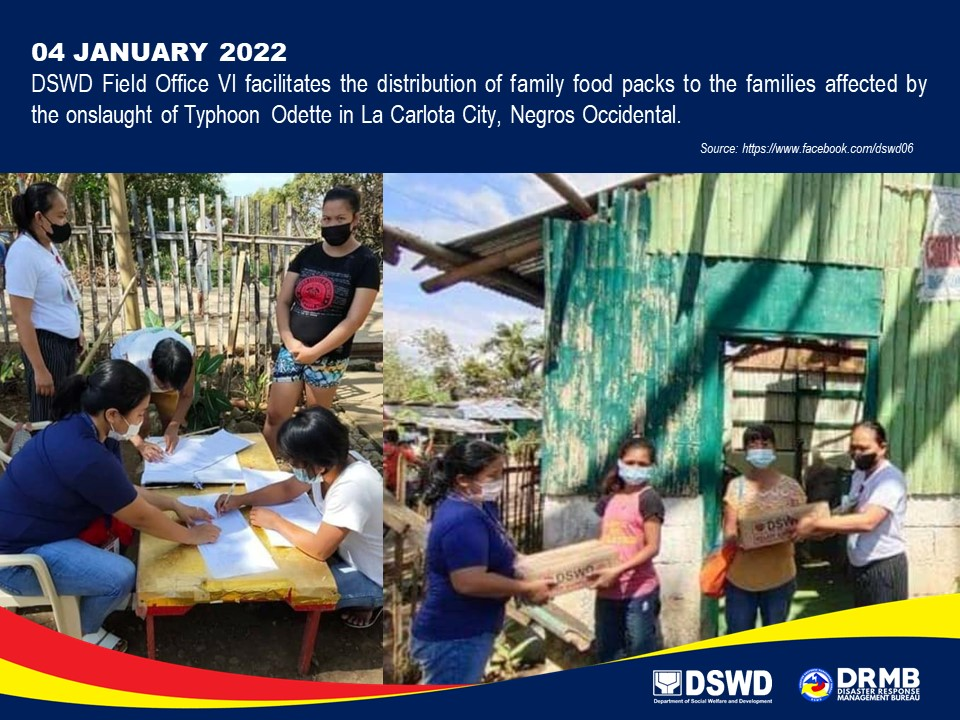 04 JANUARY 2022
DSWD Field Office VI facilitates the distribution of family food packs to the families affected by
the onslaught of Typhoon Odette in La Carlota City, Negros Occidental.
Source: https://www.facebook.com/dswd06
DSWD
DSWD
DSWD
Department of Social Welfare and Development
DRMB
DISASTER RESPONSE
MANAGEMENT BUREAU